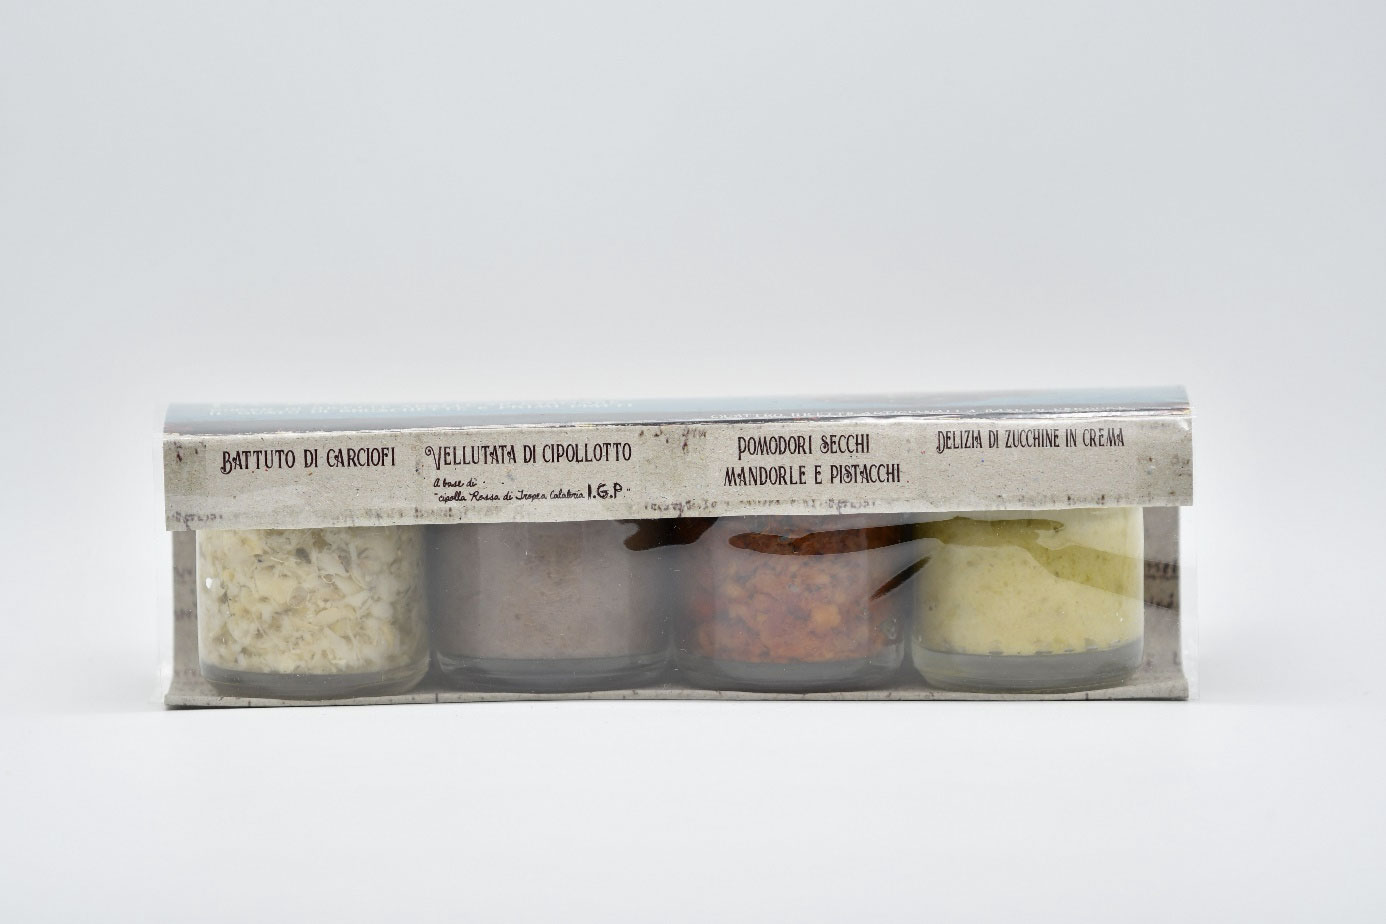 BATTUTO DI CARCIOFI
VELLUTATA DI CIPOLLOTTO
A base di
"cipolla Rossa di Tropea Calabria I.G.P."
POMODORI SECCHI
MANDORLE E PISTACCHI
DELIZIA DI ZUCCHINE IN CREMA